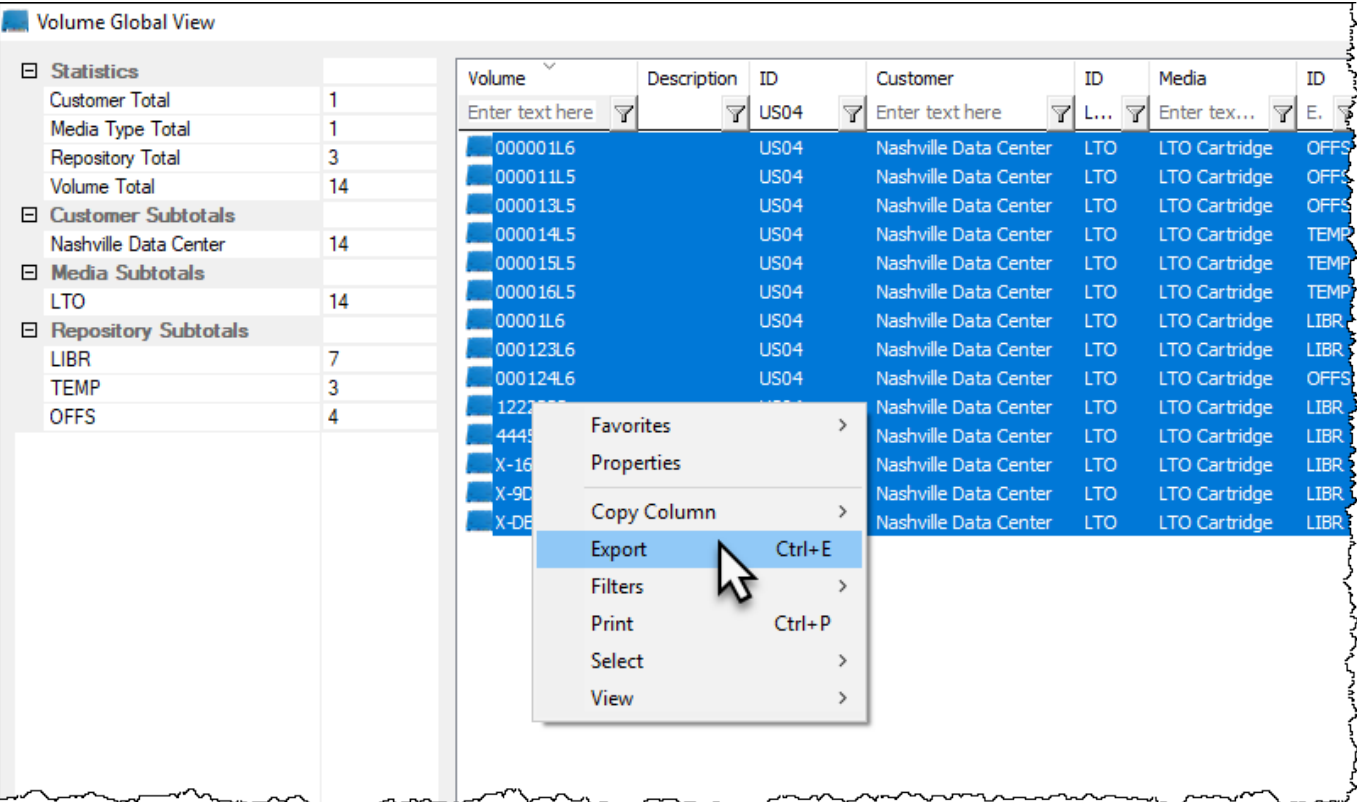 Volume Global View
Statistics
Customer Total 1
Media Type Total 1
Repository Total 3
Volume Total 14
Customer Subtotals
Nashville Data Center 14
Media Subtotals
LTO 14
Repository Subtotals
LIBR 7
TEMP 3
OFFS 4
Volume Description ID Customer ID Media ID
Enter text here US04 Enter text here L... Enter tex... E.
000001L6 US04 Nashville Data Center LTO LTO Cartridge OFFS
000011L5 US04 Nashville Data Center LTO LTO Cartridge OFFS
000013L5 US04 Nashville Data Center LTO LTO Cartridge OFFS
000014L5 US04 Nashville Data Center LTO LTO Cartridge TEMP
000015L5 US04 Nashville Data Center LTO LTO Cartridge TEMP
000016L5 US04 Nashville Data Center LTO LTO Cartridge TEMP
00001L6 US04 Nashville Data Center LTO LTO Cartridge LIBR
000123L6 US04 Nashville Data Center LTO LTO Cartridge LIBR
000124L6 US04 Nashville Data Center LTO LTO Cartridge OFFS
Nashville Data Center LTO LTO Cartridge LIBR
4445 Nashville Data Center LTO LTO Cartridge LIBR
X-16 Nashville Data Center LTO LTO Cartridge LIBR
X-9D Nashville Data Center LTO LTO Cartridge LIBR
X-DE Nashville Data Center LTO LTO Cartridge LIBR
Favorites
Properties
Copy Column
Export Ctrl+E
Filters
Print Ctrl+P
Select
View